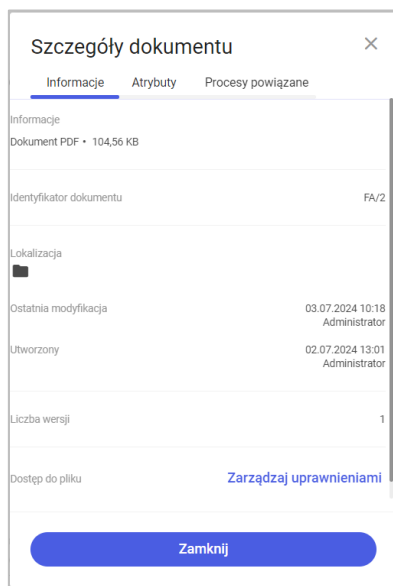 Szczegóły dokumentu
Informacje Atrybuty Procesy powiązane
Informacje
Dokument PDF • 104,56 KB
Identyfikator dokumentu FA/2
Lokalizacja
Ostatnia modyfikacja 03.07.2024 10:18
Administrator
Utworzony 02.07.2024 13:01
Administrator
Liczba wersji 1
Dostęp do pliku Zarządzaj uprawnieniami
Zamknij